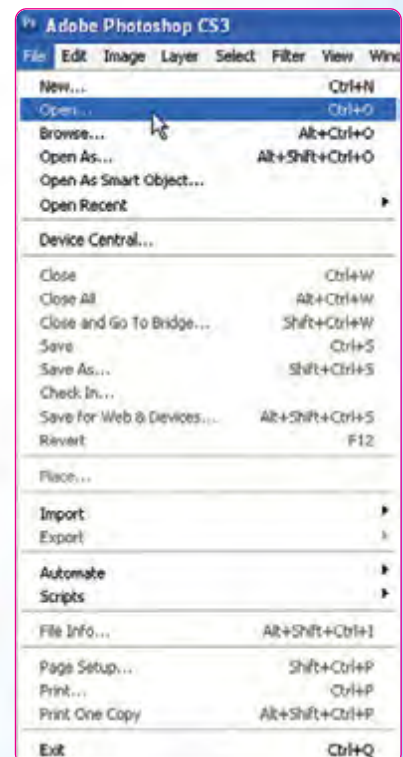 Ps Adobe Photoshop CS3
File Edit Image Layer Select Filter View Wind
New... Ctrl+N
Open... Ctrl+O
Browse... Alt+Ctrl+O
Open As... Alt+Shift+Ctrl+O
Open As Smart Object...
Open Recent
Device Central...
Close Ctrl+W
Close All Alt+Ctrl+W
Close and Go To Bridge... Shift+Ctrl+W
Save Ctrl+S
Save As... Shift+Ctrl+S
Check In...
Save for Web & Devices... Alt+Shift+Ctrl+S
Revert F12
Place...
Import
Export
Automate
Scripts
File Info... Alt+Shift+Ctrl+I
Page Setup... Shift+Ctrl+P
Print... Ctrl+P
Print One Copy Alt+Shift+Ctrl+P
Exit Ctrl+Q